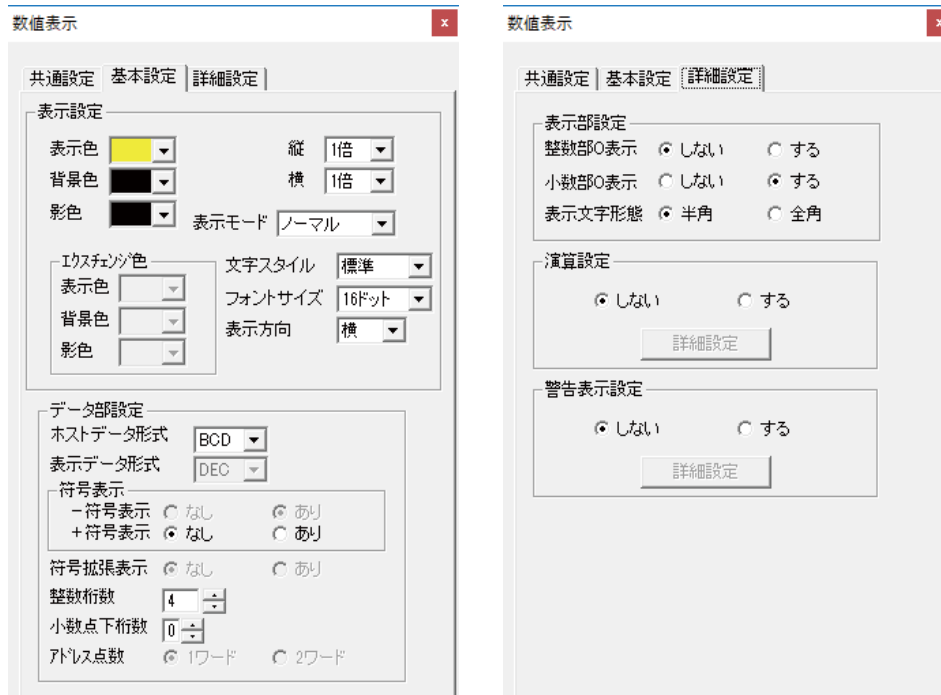 数値表示
x
共通設定 基本設定 詳細設定
表示設定
表示色
縦 1倍
背景色
横 1倍
影色
表示モード ノーマル
エクスチェンジ色
表示色
背景色
影色
文字スタイル 標準
フォントサイズ 16ドット
表示方向 横
データ部設定
ホストデータ形式 BCD
表示データ形式 DEC
符号表示
－符号表示 なし あり
＋符号表示 なし あり
符号拡張表示 なし あり
整数桁数 4
小数点下桁数 0
アドレス点数 1ワード 2ワード
数値表示
x
共通設定 基本設定 詳細設定
表示部設定
整数部0表示 しない する
小数部0表示 しない する
表示文字形態 半角 全角
演算設定
しない する
詳細設定
警告表示設定
しない する
詳細設定